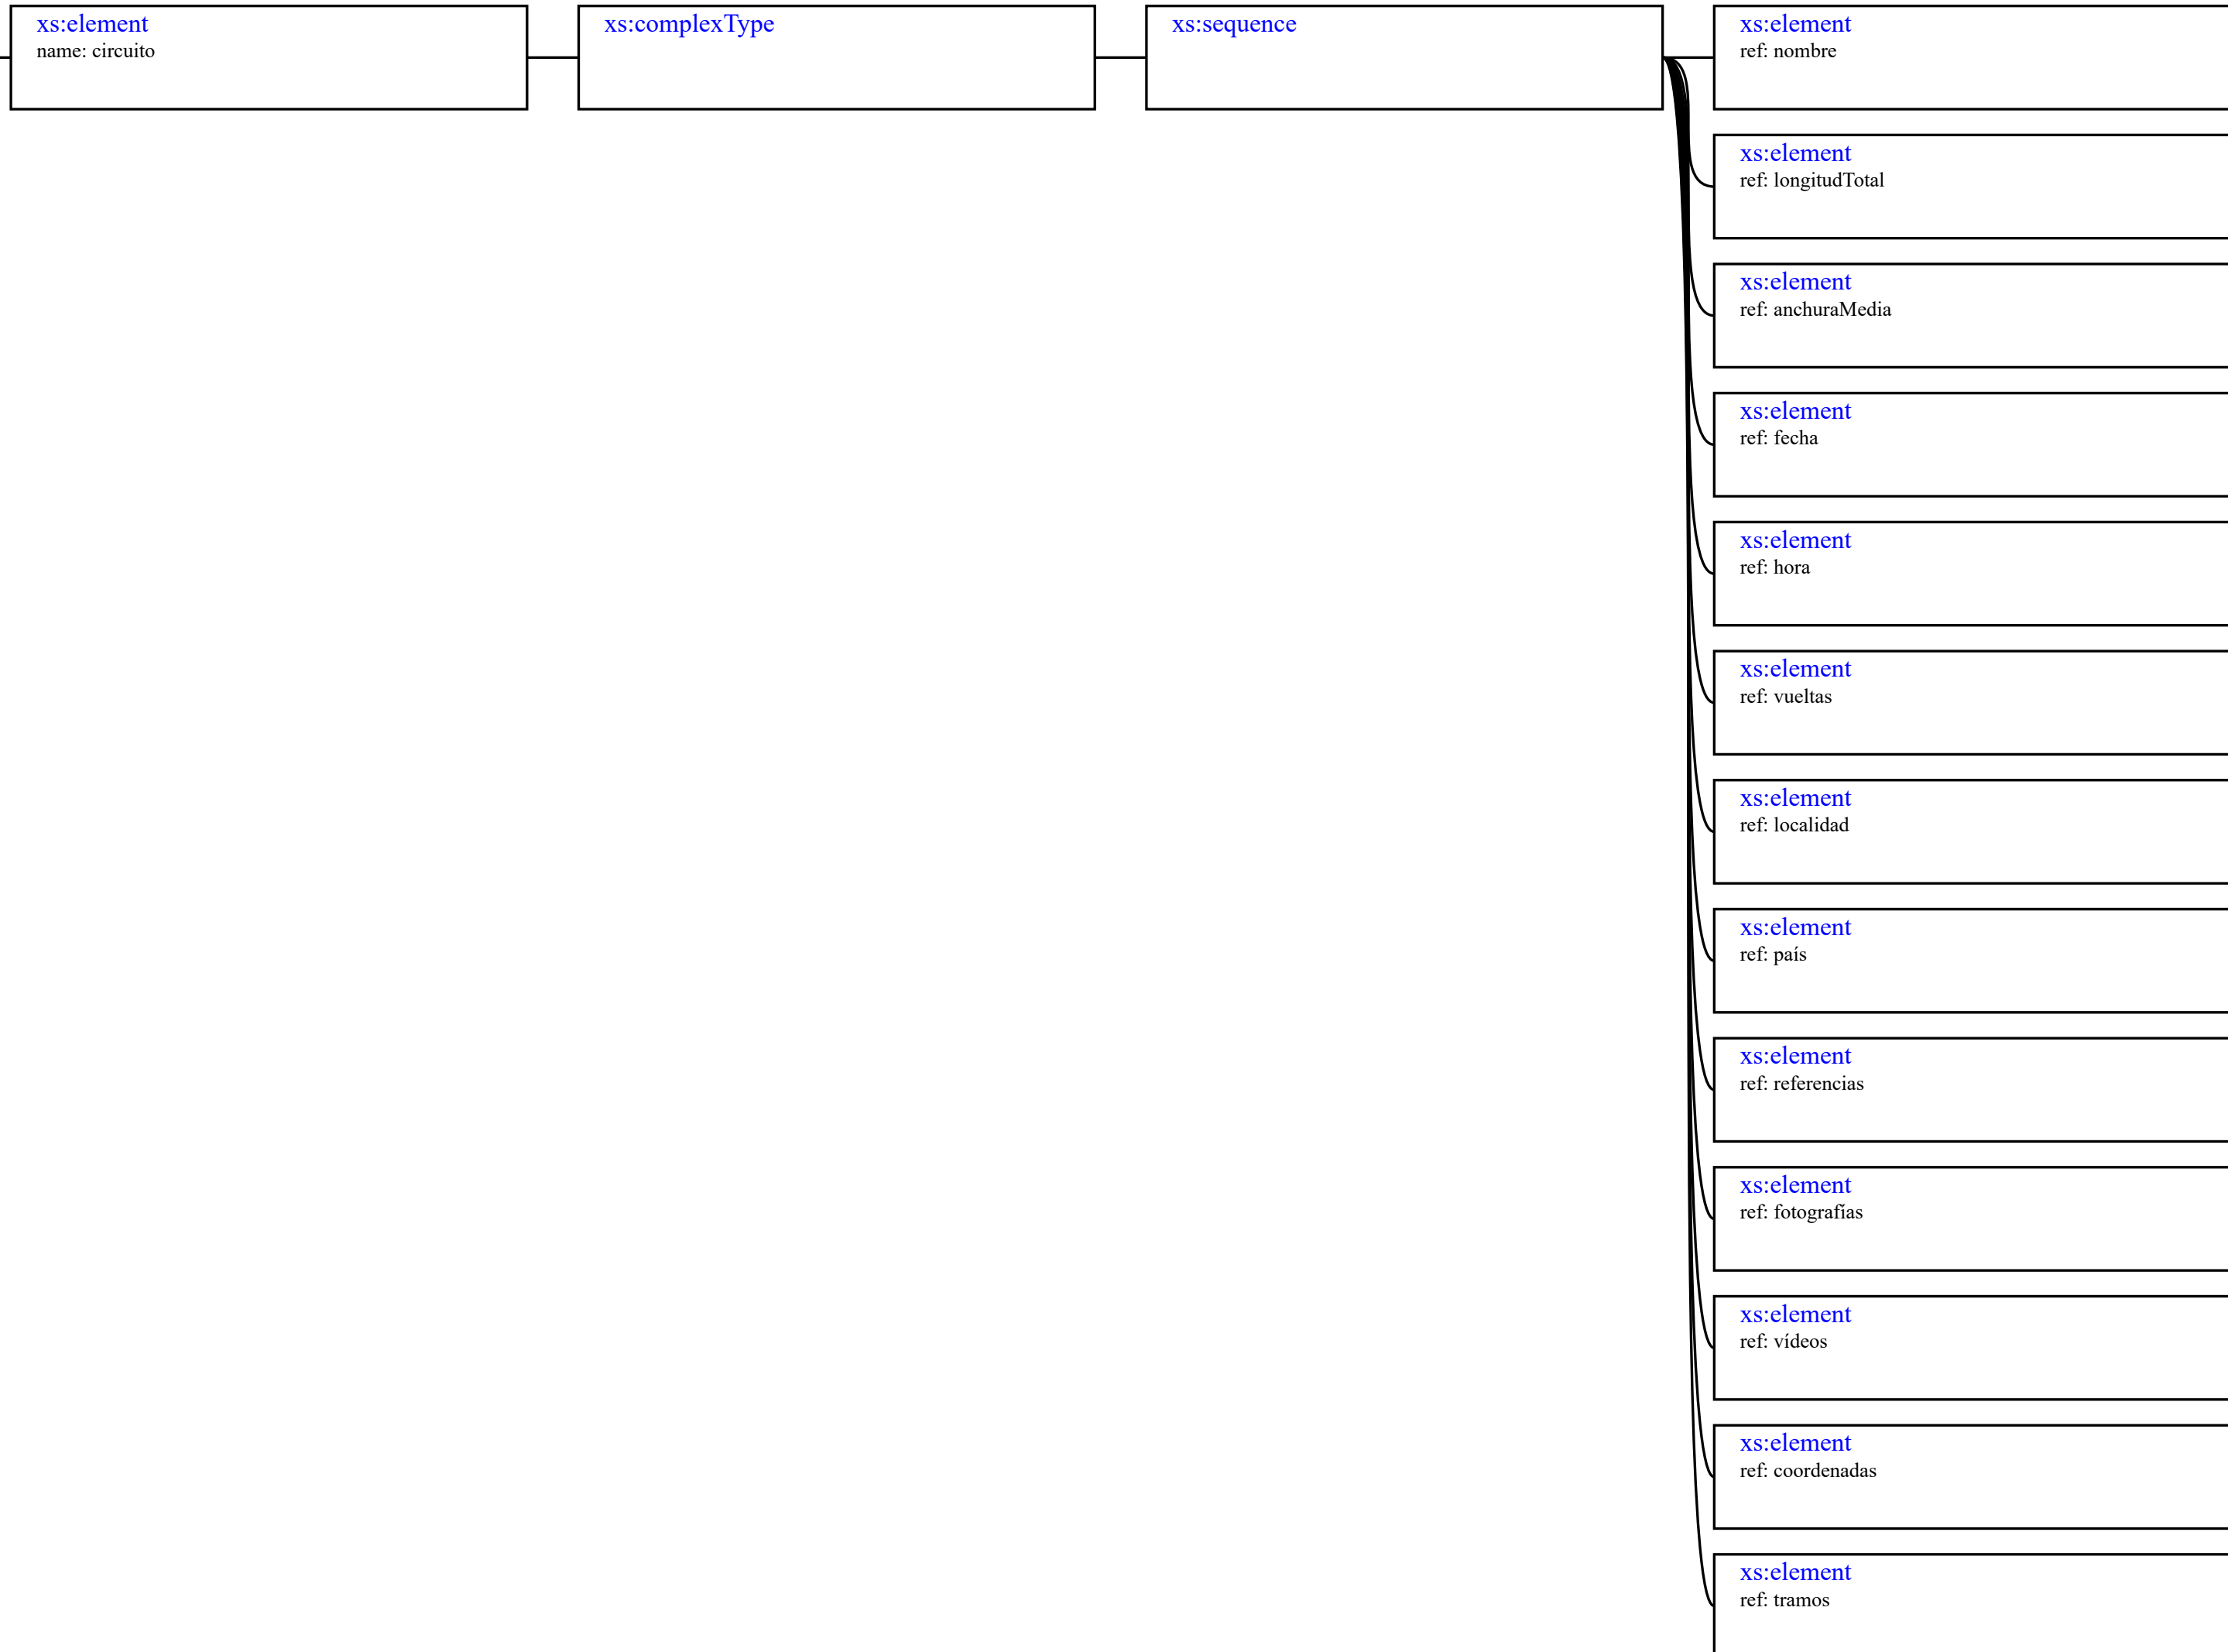 xs:element
name: circuito
xs:complexType
xs:sequence
xs:element
ref: nombre
xs:element
ref: longitudTotal
xs:element
ref: anchuraMedia
xs:element
ref: fecha
xs:element
ref: hora
xs:element
ref: vueltas
xs:element
ref: localidad
xs:element
ref: país
xs:element
ref: referencias
xs:element
ref: fotografías
xs:element
ref: vídeos
xs:element
ref: coordenadas
xs:element
ref: tramos